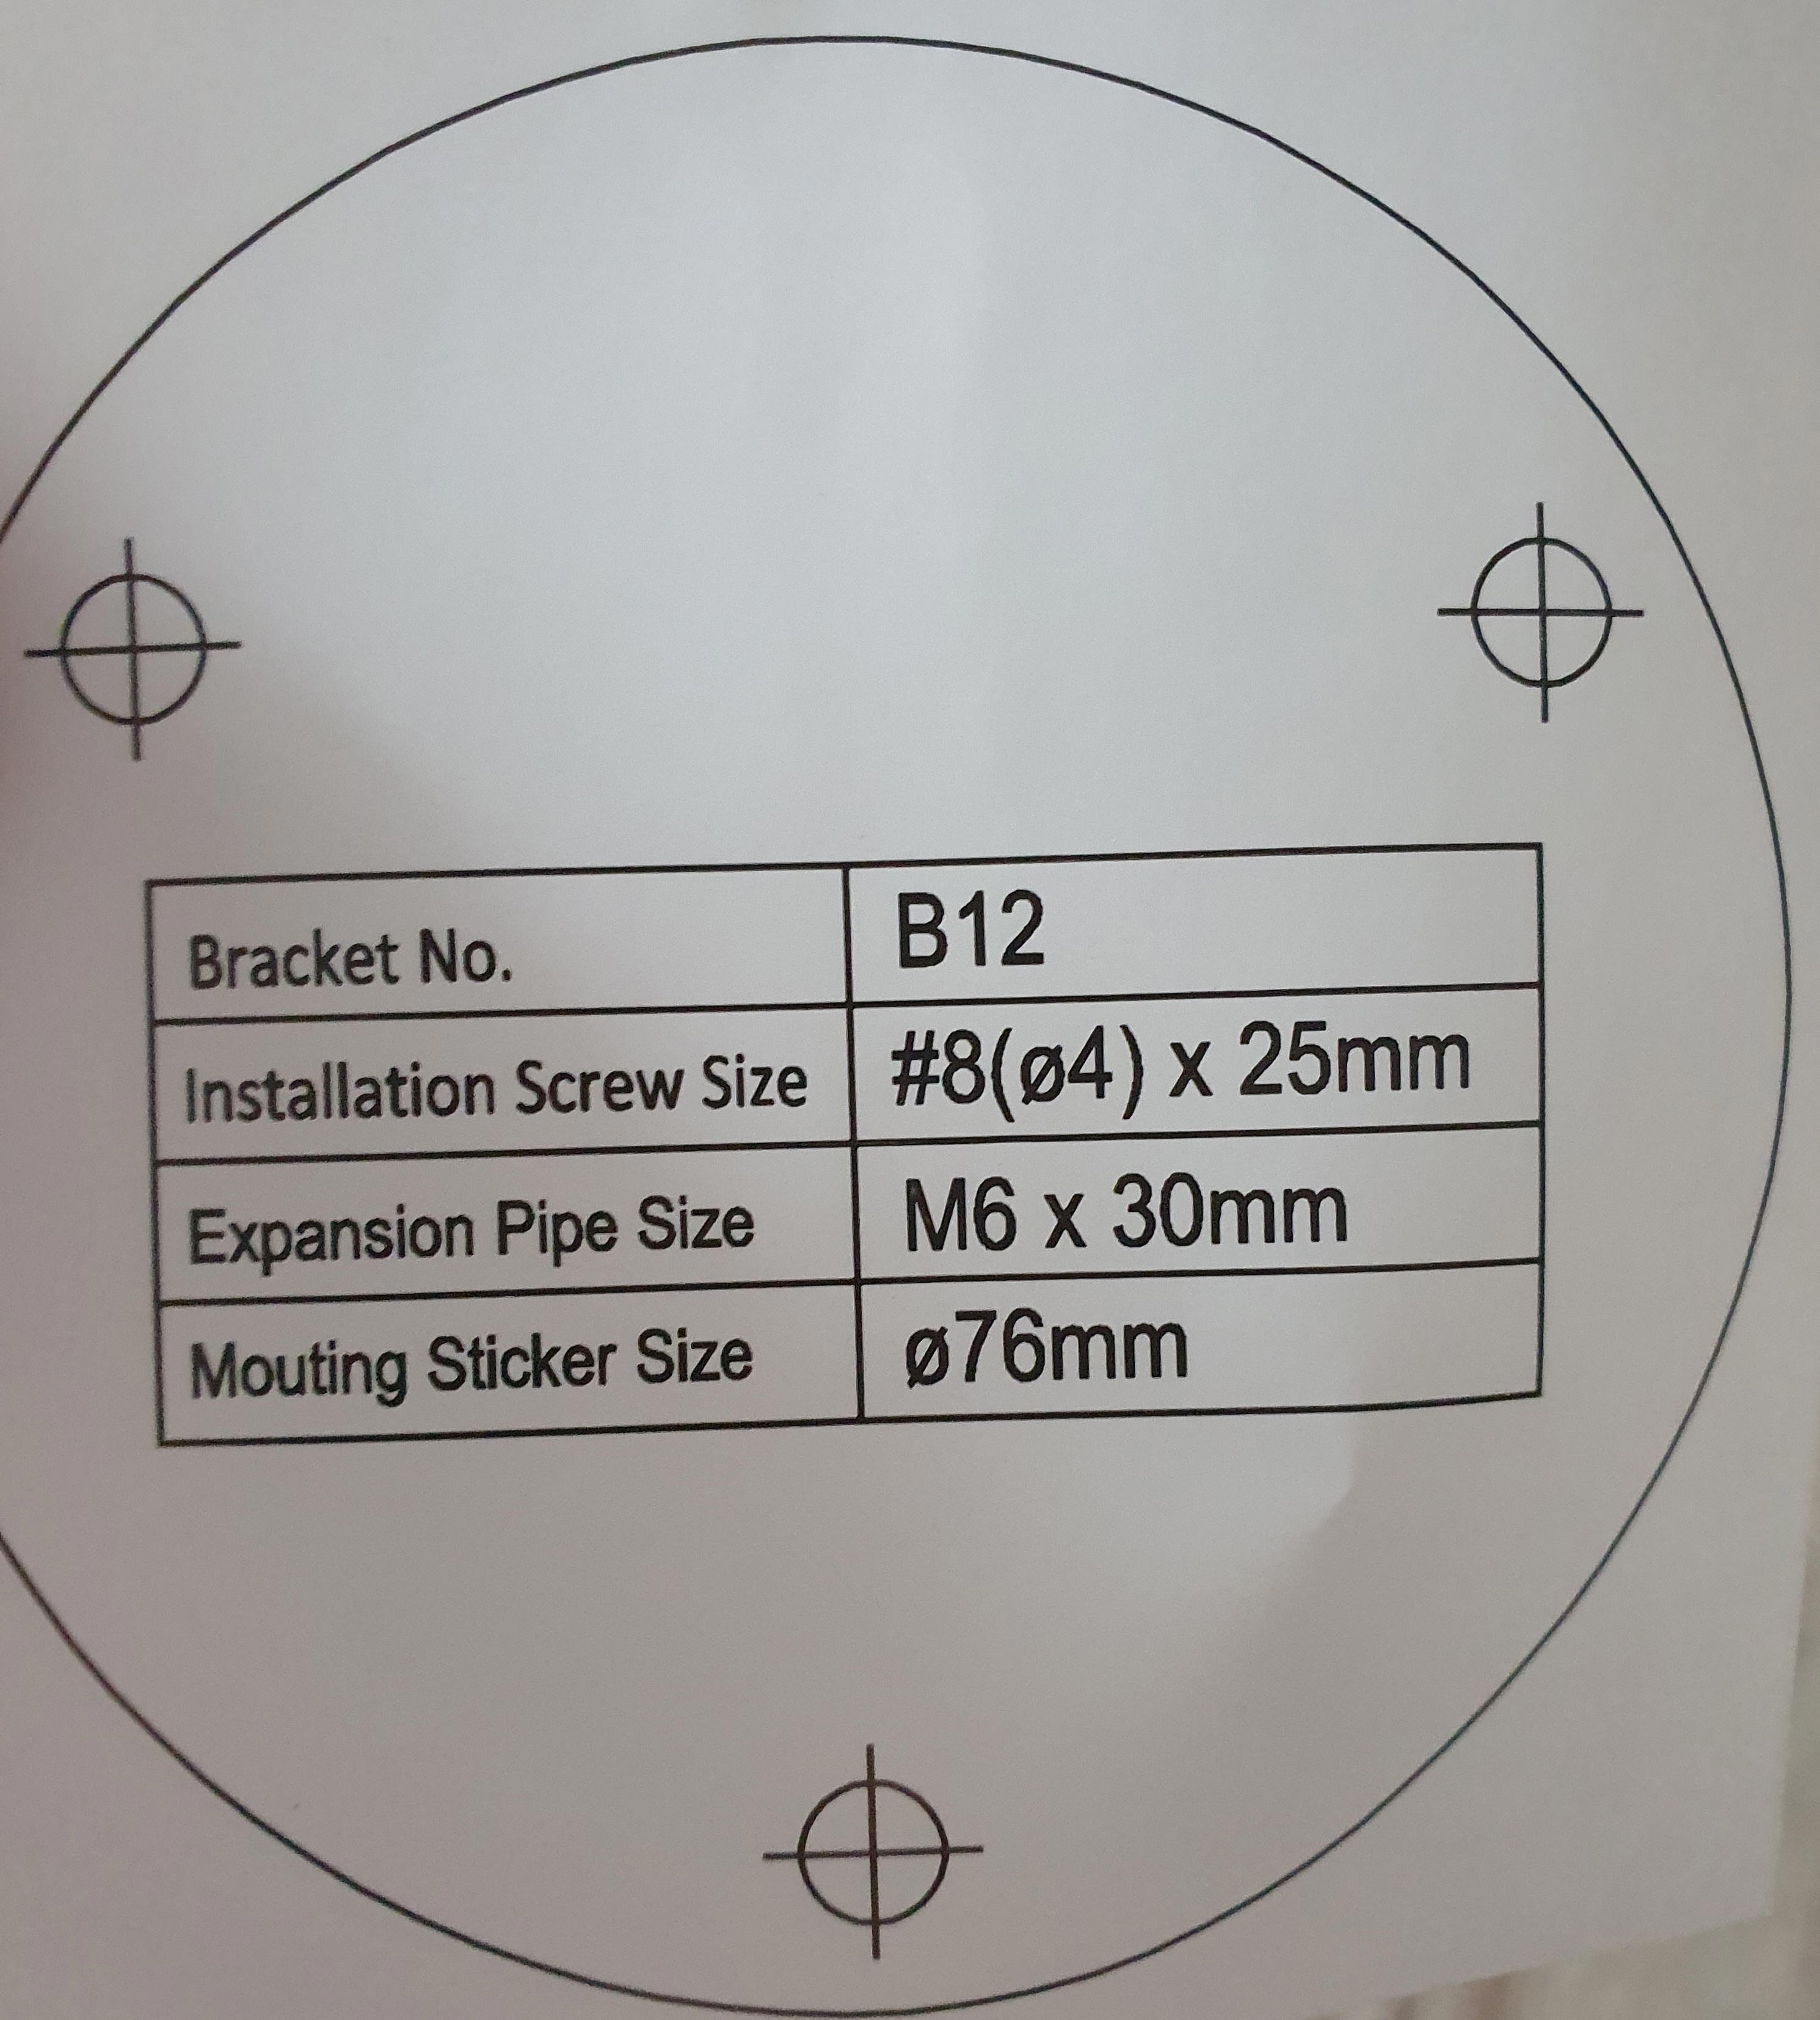 Bracket No. B12
Installation Screw Size #8(ø4) x 25mm
Expansion Pipe Size M6 x 30mm
Mouting Sticker Size ø76mm